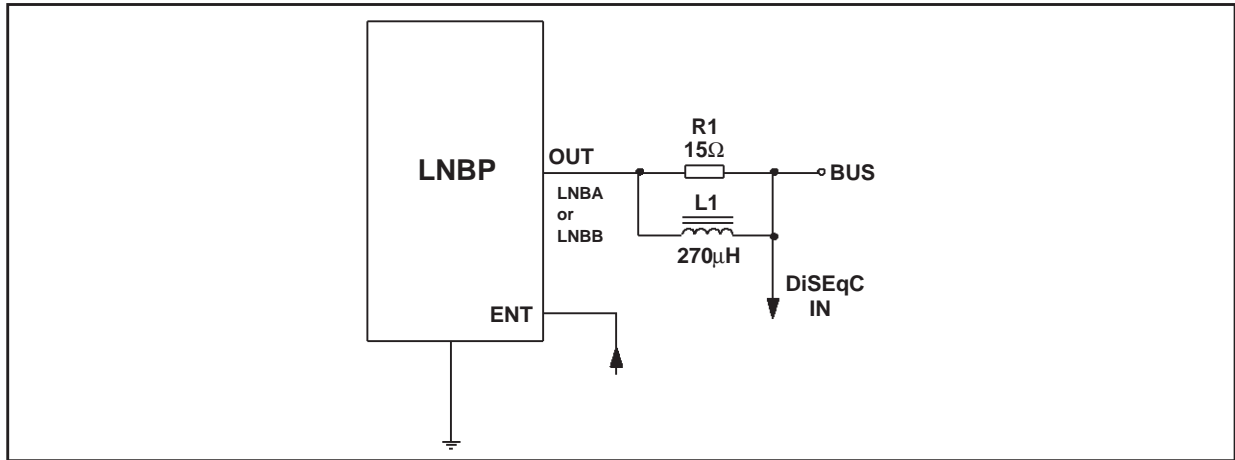 LNBP
OUT
LNBA
or
LNBB
ENT
R1
15Ω
BUS
L1
270μH
DiSEqC
IN